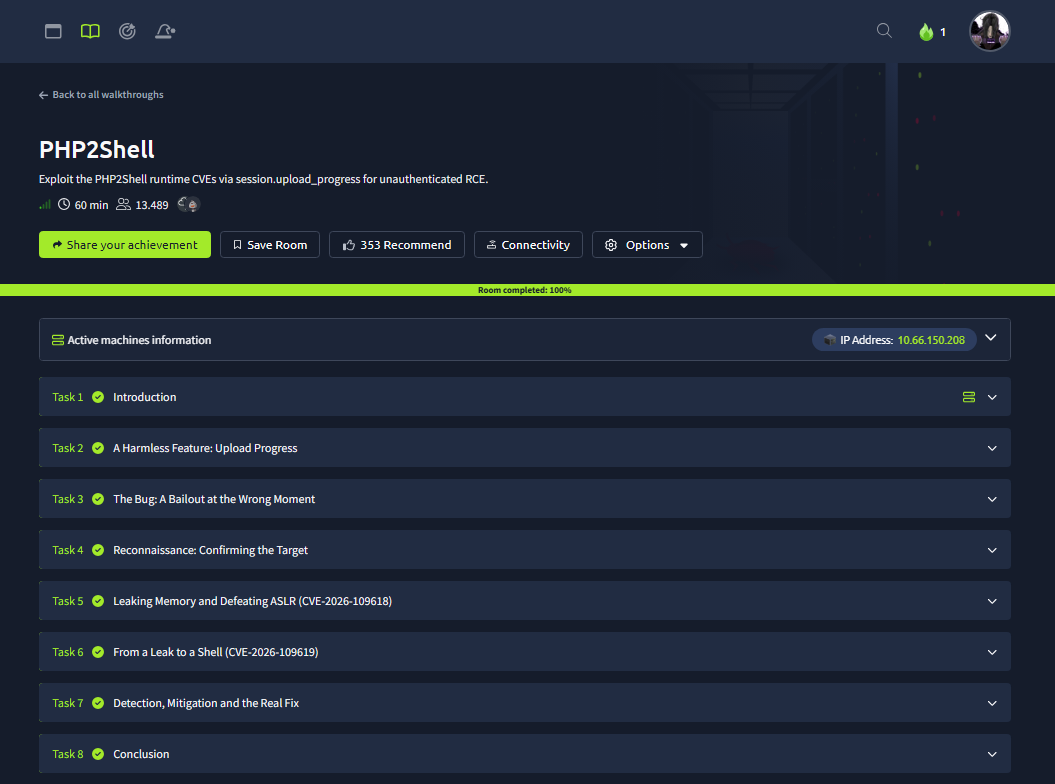 1
Back to all walkthroughs
PHP2Shell
Exploit the PHP2Shell runtime CVEs via session.upload_progress for unauthenticated RCE.
60 min 13.489
Share your achievement Save Room 353 Recommend Connectivity Options
Room completed: 100%
Active machines information IP Address: 10.66.150.208
Task 1 Introduction
Task 2 A Harmless Feature: Upload Progress
Task 3 The Bug: A Bailout at the Wrong Moment
Task 4 Reconnaissance: Confirming the Target
Task 5 Leaking Memory and Defeating ASLR (CVE-2026-109618)
Task 6 From a Leak to a Shell (CVE-2026-109619)
Task 7 Detection, Mitigation and the Real Fix
Task 8 Conclusion